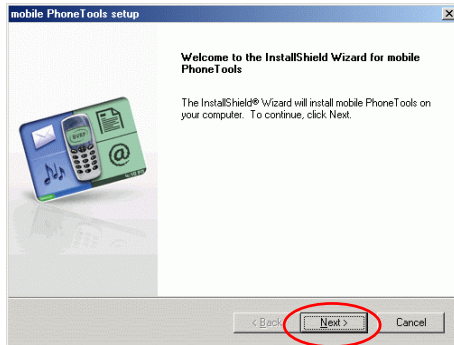 mobile PhoneTools setup
Welcome to the InstallShield Wizard for mobile
PhoneTools
The InstallShield® Wizard will install mobile PhoneTools on
your computer. To continue, click Next.
@
< Back
Next >
Cancel